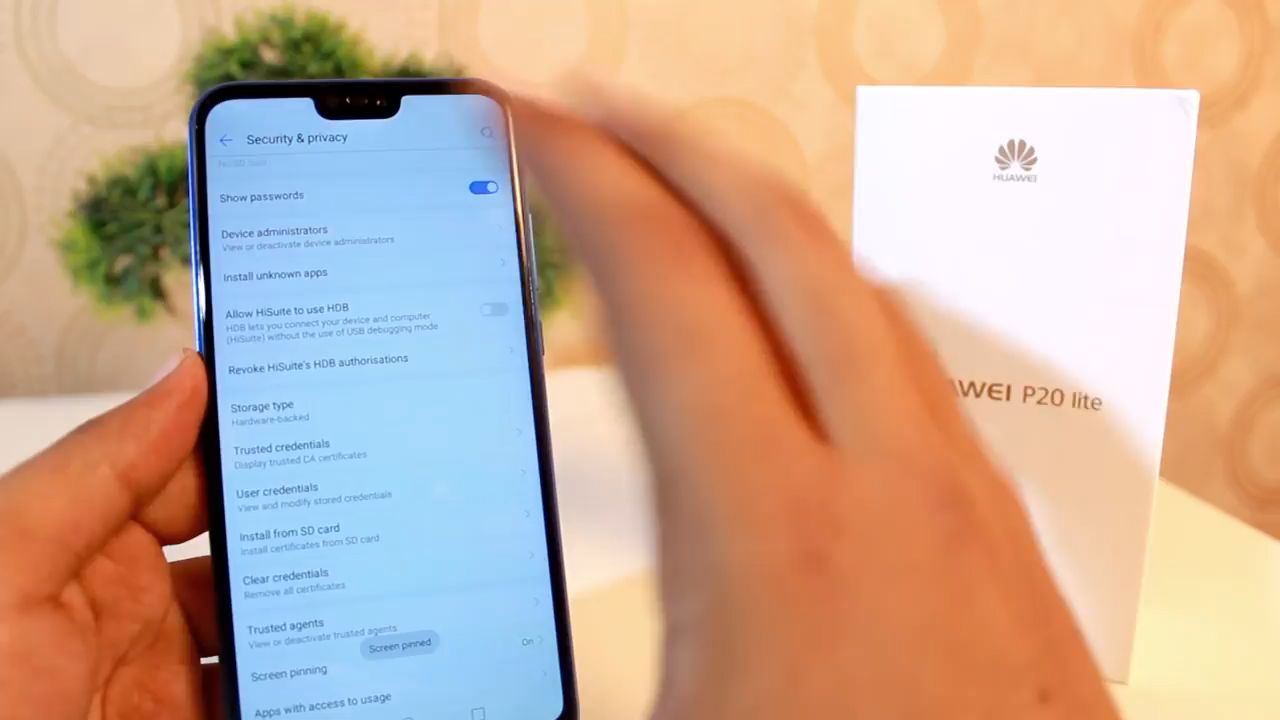 Security & privacy
Show passwords
Device administrators
View or deactivate device administrators
Install unknown apps
Allow HiSuite to use HDB
HDB lets you connect your device and computer
(HiSuite) without the use of USB debugging mode
Revoke HiSuite's HDB authorisations
Storage type
Hardware-backed
Trusted credentials
Display trusted CA certificates
User credentials
View and modify stored credentials
Install from SD card
Install certificates from SD card
Clear credentials
Remove all certificates
Trusted agents
View or deactivate trusted agents
Screen pinned
Screen pinning
On
Apps with access to usage
HUAWEI
WEI P20 lite